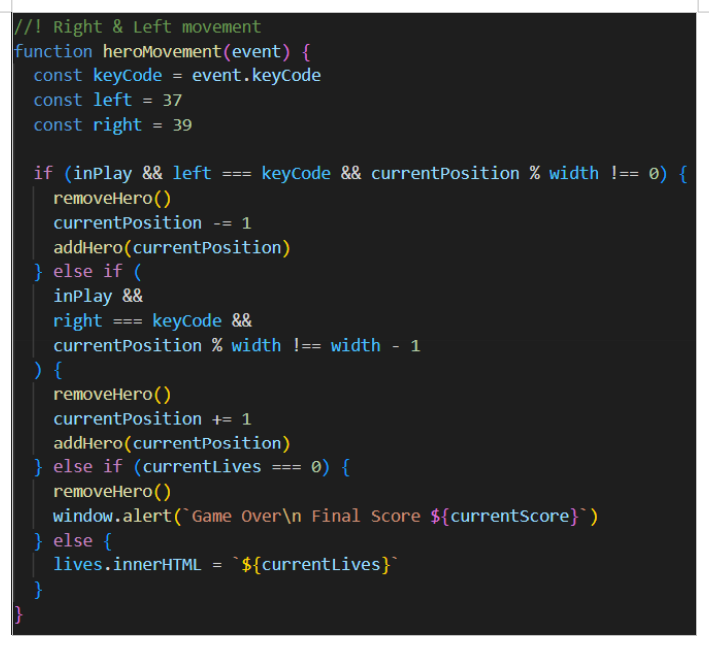 //! Right & Left movement
function heroMovement(event) {
  const keyCode = event.keyCode
  const left = 37
  const right = 39

  if (inPlay && left === keyCode && currentPosition % width !== 0) {
    removeHero()
    currentPosition -= 1
    addHero(currentPosition)
  } else if (
    inPlay &&
    right === keyCode &&
    currentPosition % width !== width - 1
  ) {
    removeHero()
    currentPosition += 1
    addHero(currentPosition)
  } else if (currentLives === 0) {
    removeHero()
    window.alert(`Game Over\n Final Score ${currentScore}`)
  } else {
    lives.innerHTML = `${currentLives}`
  }
}